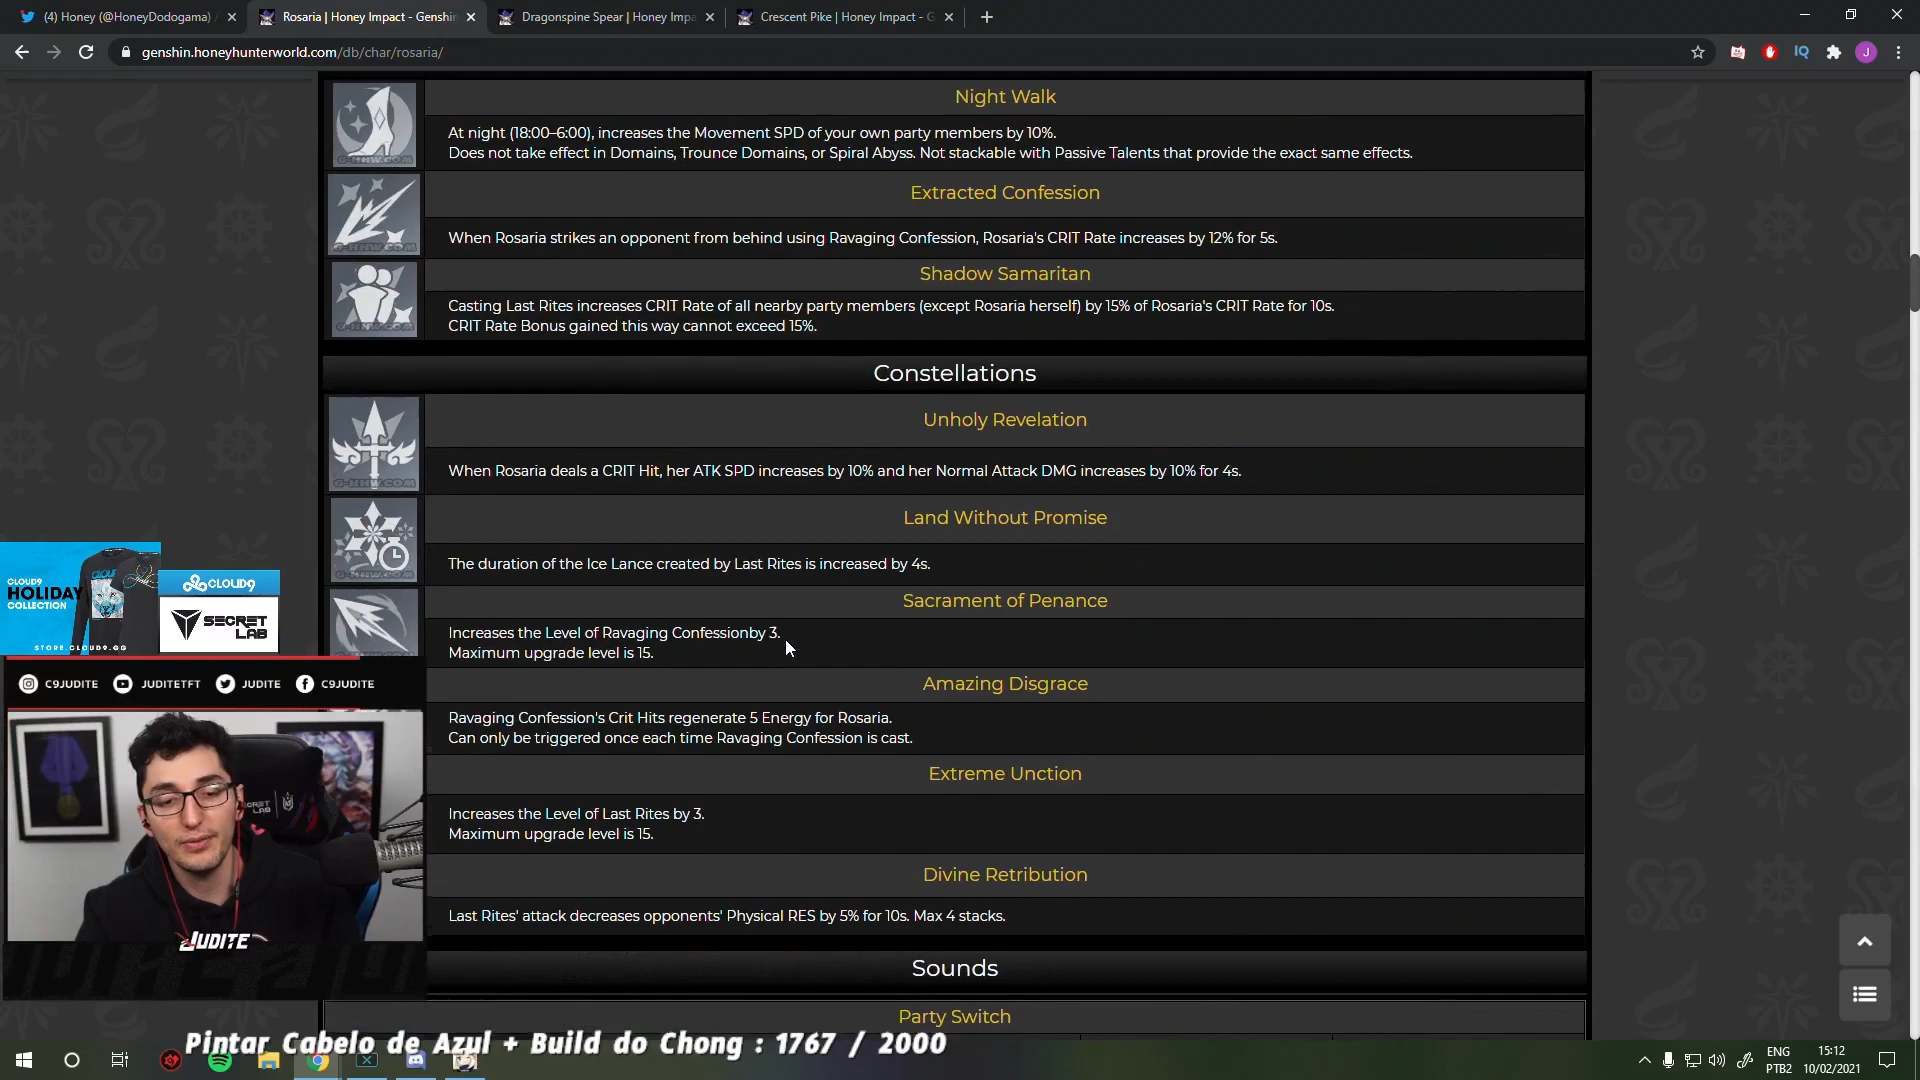 (4) Honey (@HoneyDodogama) /
Rosaria | Honey Impact - Genshin
Dragonspine Spear | Honey Impa
Crescent Pike | Honey Impact - G
genshin.honeyhunterworld.com/db/char/rosaria/
Night Walk
At night (18:00–6:00), increases the Movement SPD of your own party members by 10%.
Does not take effect in Domains, Trounce Domains, or Spiral Abyss. Not stackable with Passive Talents that provide the exact same effects.
Extracted Confession
When Rosaria strikes an opponent from behind using Ravaging Confession, Rosaria's CRIT Rate increases by 12% for 5s.
Shadow Samaritan
Casting Last Rites increases CRIT Rate of all nearby party members (except Rosaria herself) by 15% of Rosaria's CRIT Rate for 10s.
CRIT Rate Bonus gained this way cannot exceed 15%.
Constellations
Unholy Revelation
When Rosaria deals a CRIT Hit, her ATK SPD increases by 10% and her Normal Attack DMG increases by 10% for 4s.
Land Without Promise
The duration of the Ice Lance created by Last Rites is increased by 4s.
Sacrament of Penance
Increases the Level of Ravaging Confessionby 3.
Maximum upgrade level is 15.
Amazing Disgrace
Ravaging Confession's Crit Hits regenerate 5 Energy for Rosaria.
Can only be triggered once each time Ravaging Confession is cast.
Extreme Unction
Increases the Level of Last Rites by 3.
Maximum upgrade level is 15.
Divine Retribution
Last Rites' attack decreases opponents' Physical RES by 5% for 10s. Max 4 stacks.
Sounds
Party Switch
CLOUD9
HOLIDAY
COLLECTION
STORE.CLOUD9.GG
CLOUD9
SECRET
LAB
C9JUDITE JUDITETFT JUDITE C9JUDITE
JUDITE
Pintar Cabelo de Azul + Build do Chong : 1767 / 2000
ENG
PTB2
15:12
10/02/2021